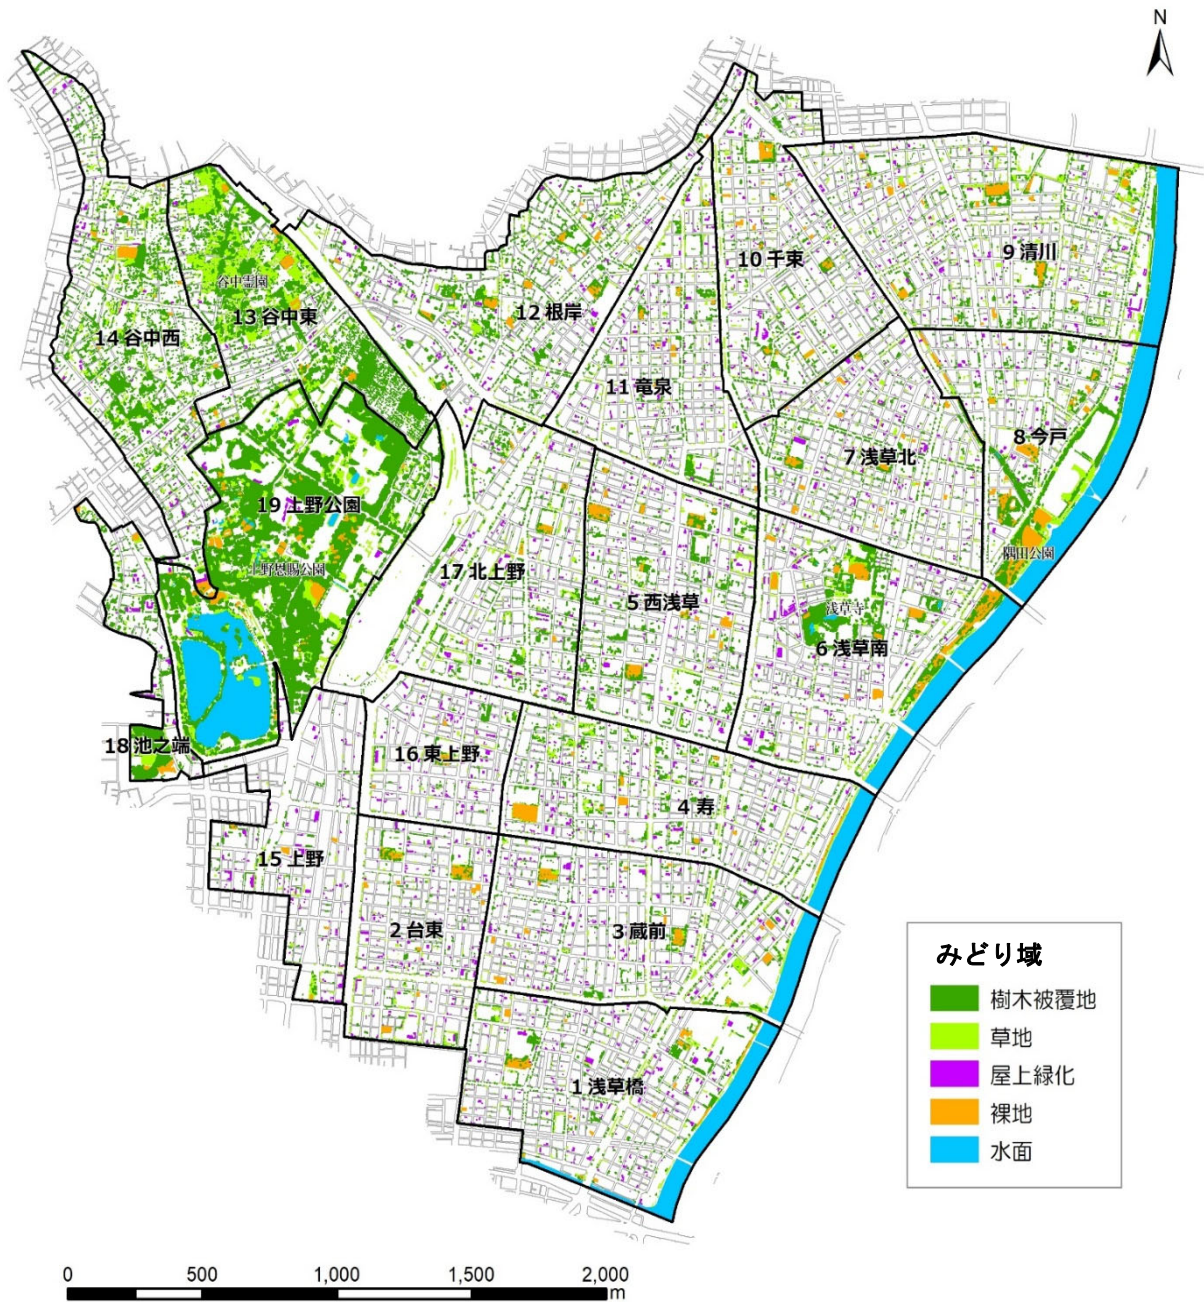 N
10 千束
9 清川
谷中霊園
13 谷中東
12 根岸
14 谷中西
11 竜泉
8 今戸
7 浅草北
19 上野公園
隅田公園
上野恩賜公園
17 北上野
5 西浅草
浅草寺
6 浅草南
18 池之端
16 東上野
4 寿
15 上野
2 台東
3 蔵前
1 浅草橋
みどり域
樹木被覆地
草地
屋上緑化
裸地
水面
0 500 1,000 1,500 2,000
m